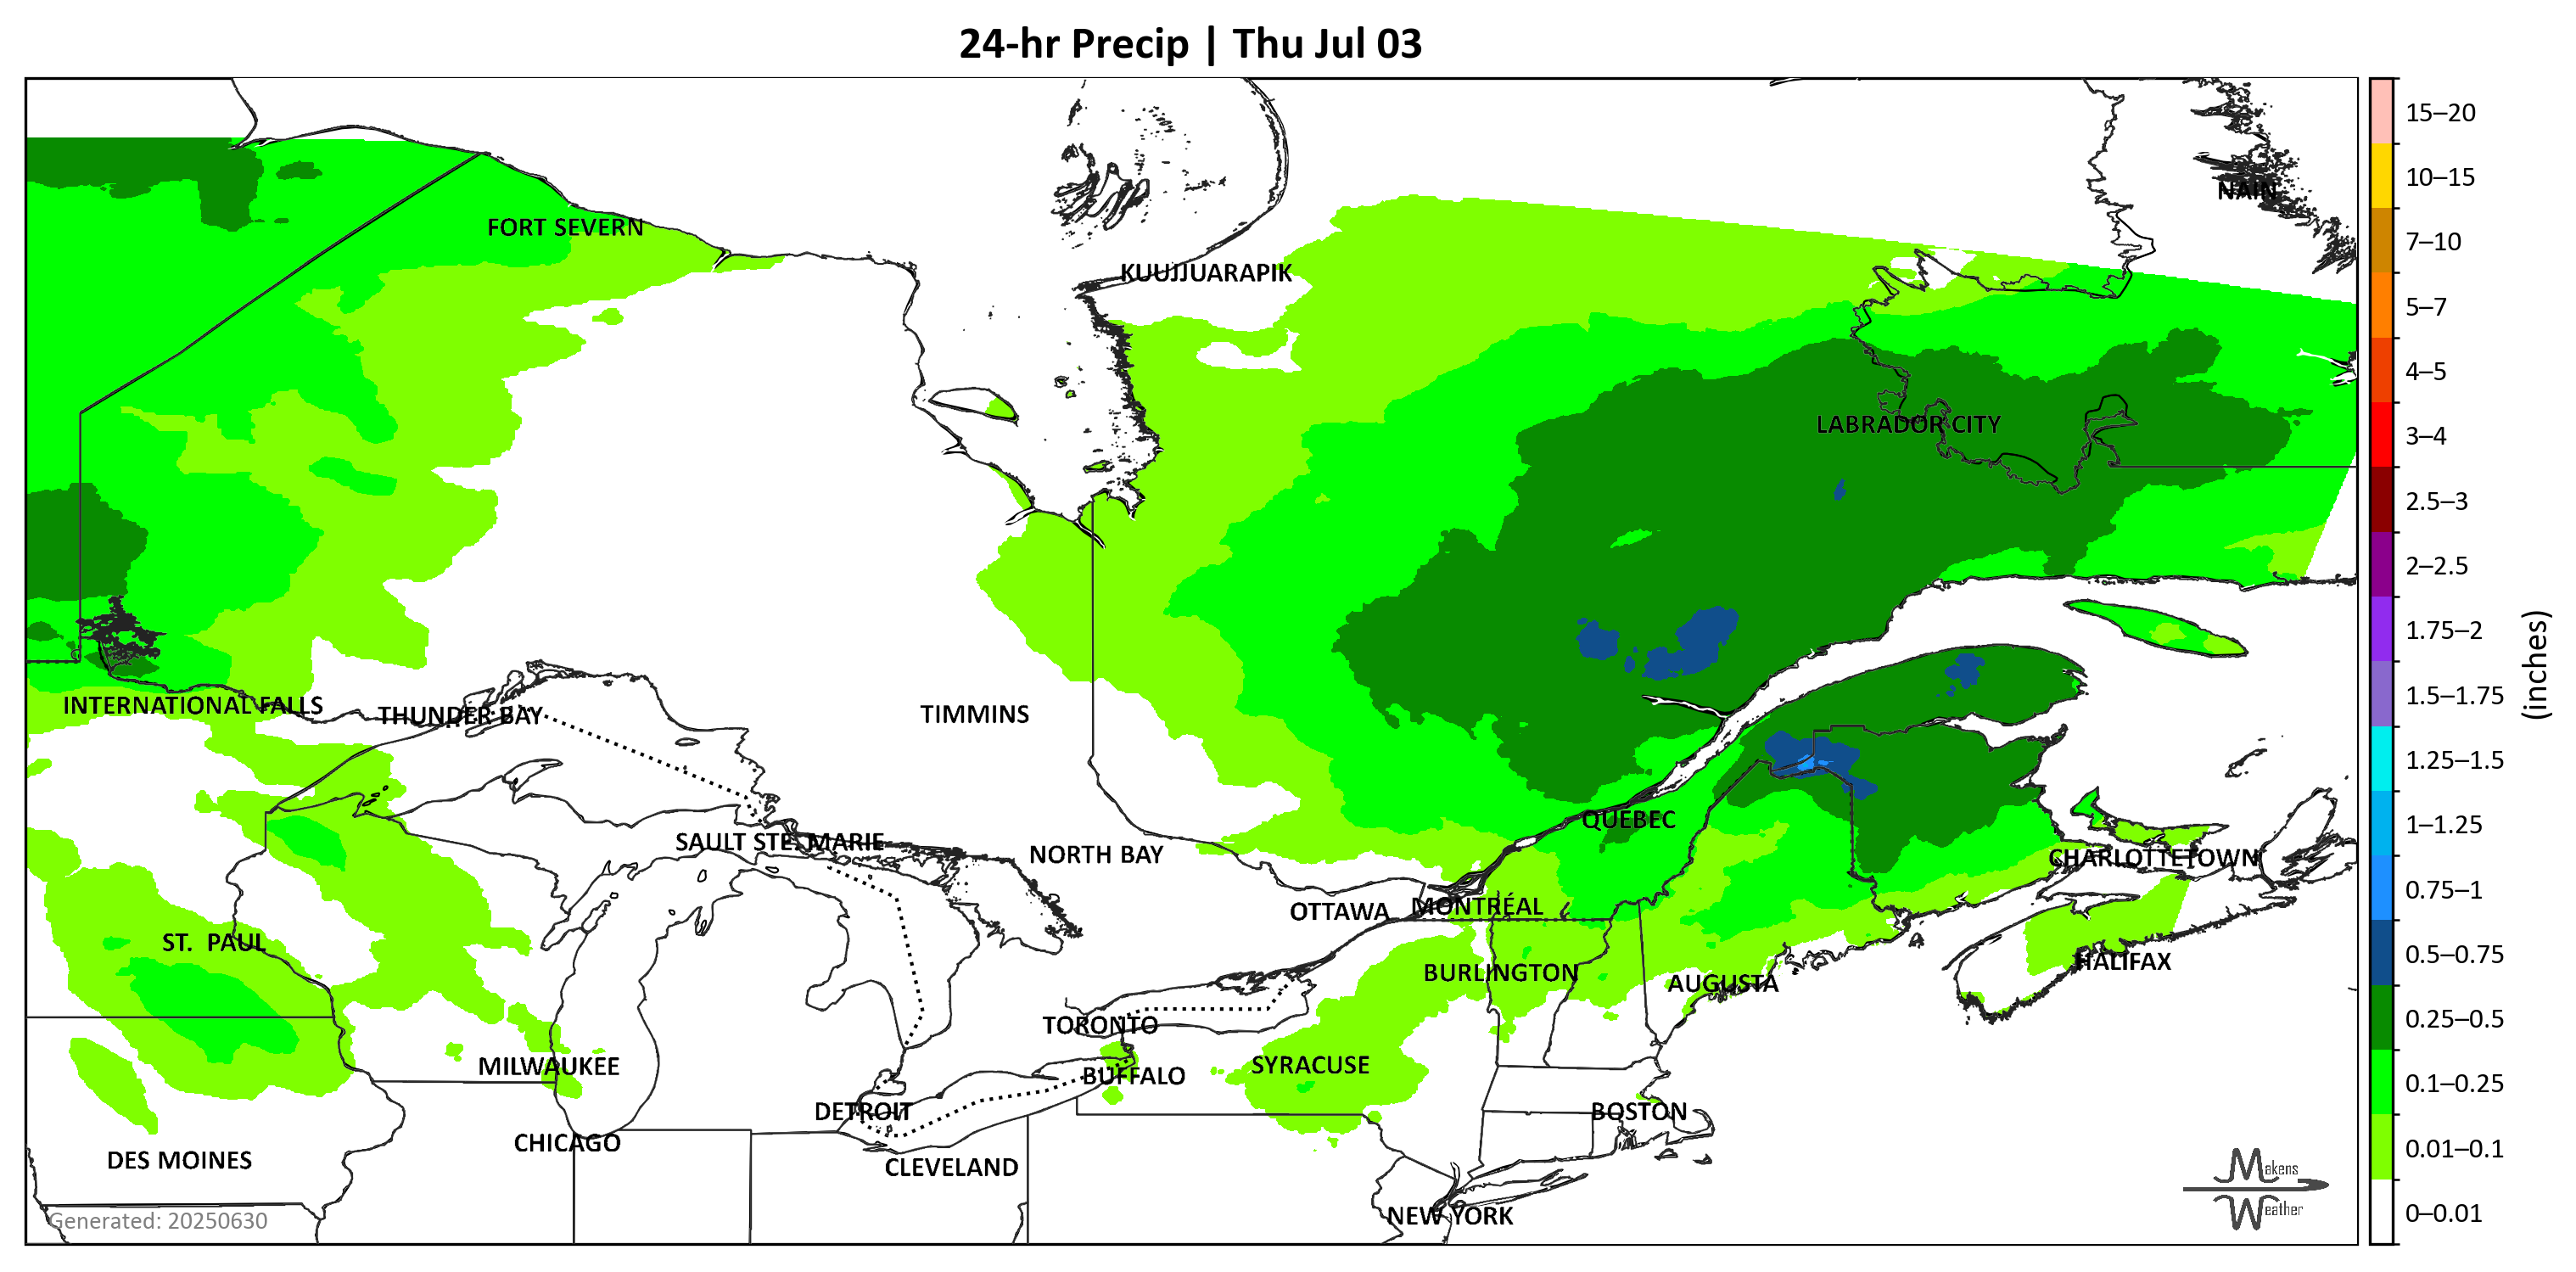 24-hr Precip | Thu Jul 03
NAIN
FORT SEVERN
KUUJJUARAPIK
LABRADOR CITY
INTERNATIONAL FALLS
THUNDER BAY
TIMMINS
QUEBEC
SAULT STE. MARIE
NORTH BAY
CHARLOTTETOWN
OTTAWA
MONTRÉAL
ST. PAUL
HALIFAX
BURLINGTON
AUGUSTA
TORONTO
MILWAUKEE
SYRACUSE
BUFFALO
DETROIT
BOSTON
CHICAGO
DES MOINES
CLEVELAND
NEW YORK
Generated: 20250630
Makens
Weather
15–20
10–15
7–10
5–7
4–5
3–4
2.5–3
2–2.5
1.75–2
1.5–1.75
1.25–1.5
1–1.25
0.75–1
0.5–0.75
0.25–0.5
0.1–0.25
0.01–0.1
0–0.01
(inches)